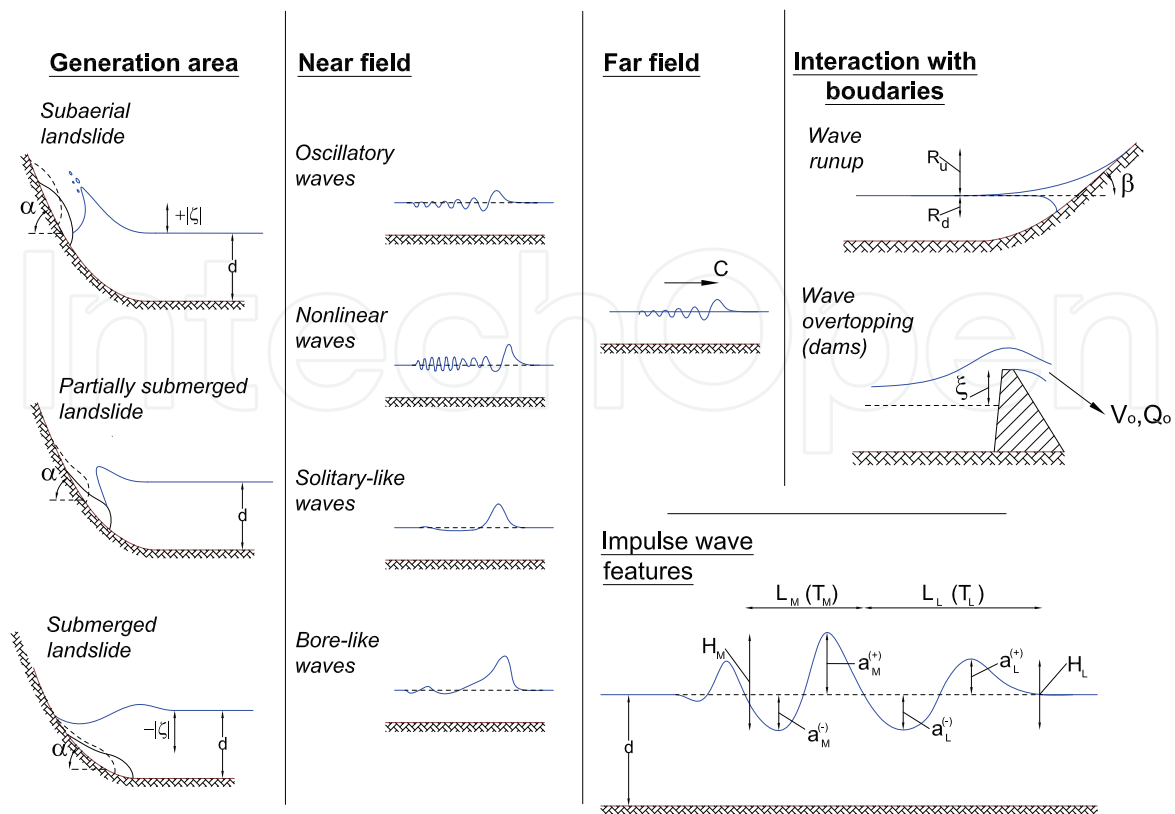 Generation area
Subaerial
landslide
α
+|ζ|
d
Partially submerged
landslide
α
d
Submerged
landslide
α
−|ζ|
d
Near field
Oscillatory
waves
Nonlinear
waves
Solitary-like
waves
Bore-like
waves
Far field
C
Interaction with
boudaries
Wave
runup
Ru
Rd
β
Wave
overtopping
(dams)
ξ
Vo,Qo
Impulse wave
features
LM (TM)
LL (TL)
HM
aM(+)
aL(+)
HL
aM(-)
aL(-)
d
IntechOpen